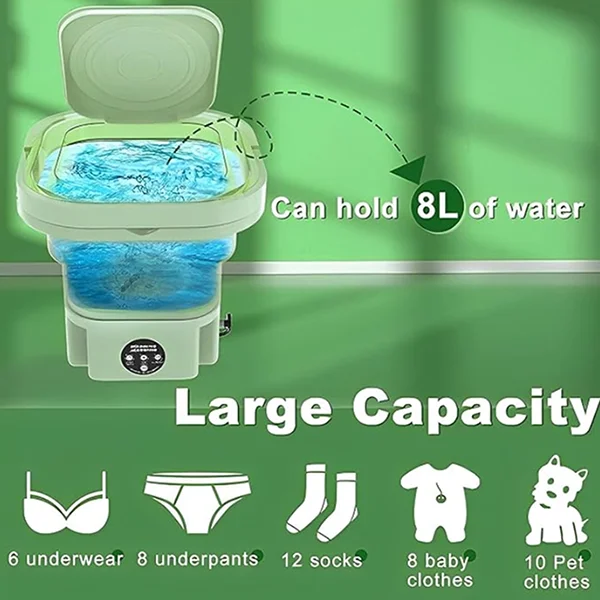 Can hold 8L of water
Large Capacity
6 underwear 8 underpants 12 socks 8 baby clothes 10 Pet clothes